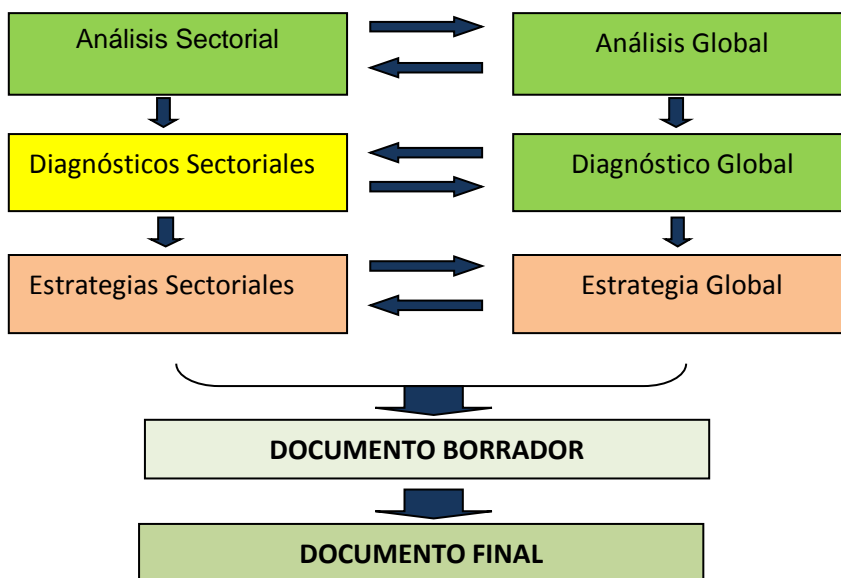 Análisis Sectorial
Análisis Global
Diagnósticos Sectoriales
Diagnóstico Global
Estrategias Sectoriales
Estrategia Global
DOCUMENTO BORRADOR
DOCUMENTO FINAL